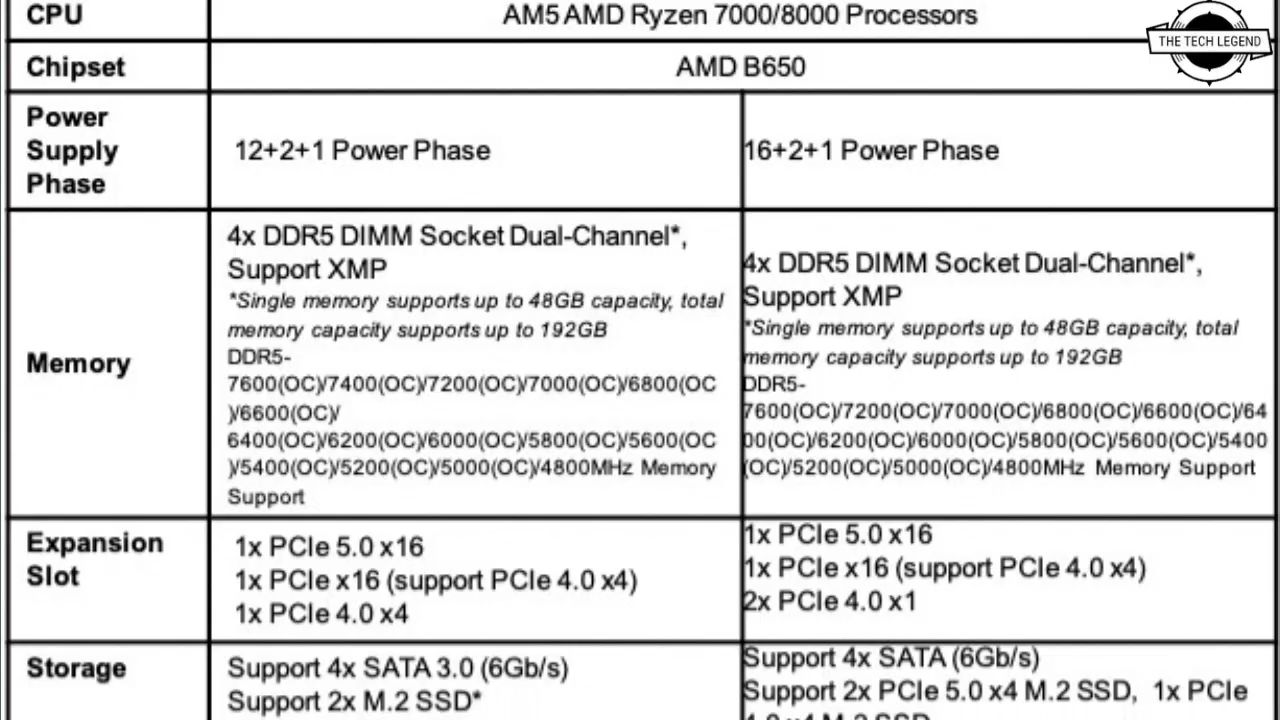 CPU
AM5 AMD Ryzen 7000/8000 Processors
THE TECH LEGEND
Chipset
AMD B650
Power
Supply
Phase
12+2+1 Power Phase
16+2+1 Power Phase
Memory
4x DDR5 DIMM Socket Dual-Channel*,
Support XMP
*Single memory supports up to 48GB capacity, total
memory capacity supports up to 192GB
DDR5-
7600(OC)/7400(OC)/7200(OC)/7000(OC)/6800(OC
)/6600(OC)/
6400(OC)/6200(OC)/6000(OC)/5800(OC)/5600(OC
)/5400(OC)/5200(OC)/5000(OC)/4800MHz Memory
Support
4x DDR5 DIMM Socket Dual-Channel*,
Support XMP
*Single memory supports up to 48GB capacity, total
memory capacity supports up to 192GB
DDR5-
7600(OC)/7200(OC)/7000(OC)/6800(OC)/6600(OC)/64
00(OC)/6200(OC)/6000(OC)/5800(OC)/5600(OC)/5400
(OC)/5200(OC)/5000(OC)/4800MHz Memory Support
Expansion
Slot
1x PCIe 5.0 x16
1x PCIe x16 (support PCIe 4.0 x4)
1x PCIe 4.0 x4
1x PCIe 5.0 x16
1x PCIe x16 (support PCIe 4.0 x4)
2x PCIe 4.0 x1
Storage
Support 4x SATA 3.0 (6Gb/s)
Support 2x M.2 SSD*
Support 4x SATA (6Gb/s)
Support 2x PCIe 5.0 x4 M.2 SSD, 1x PCIe
4.0 x4 M.2 SSD